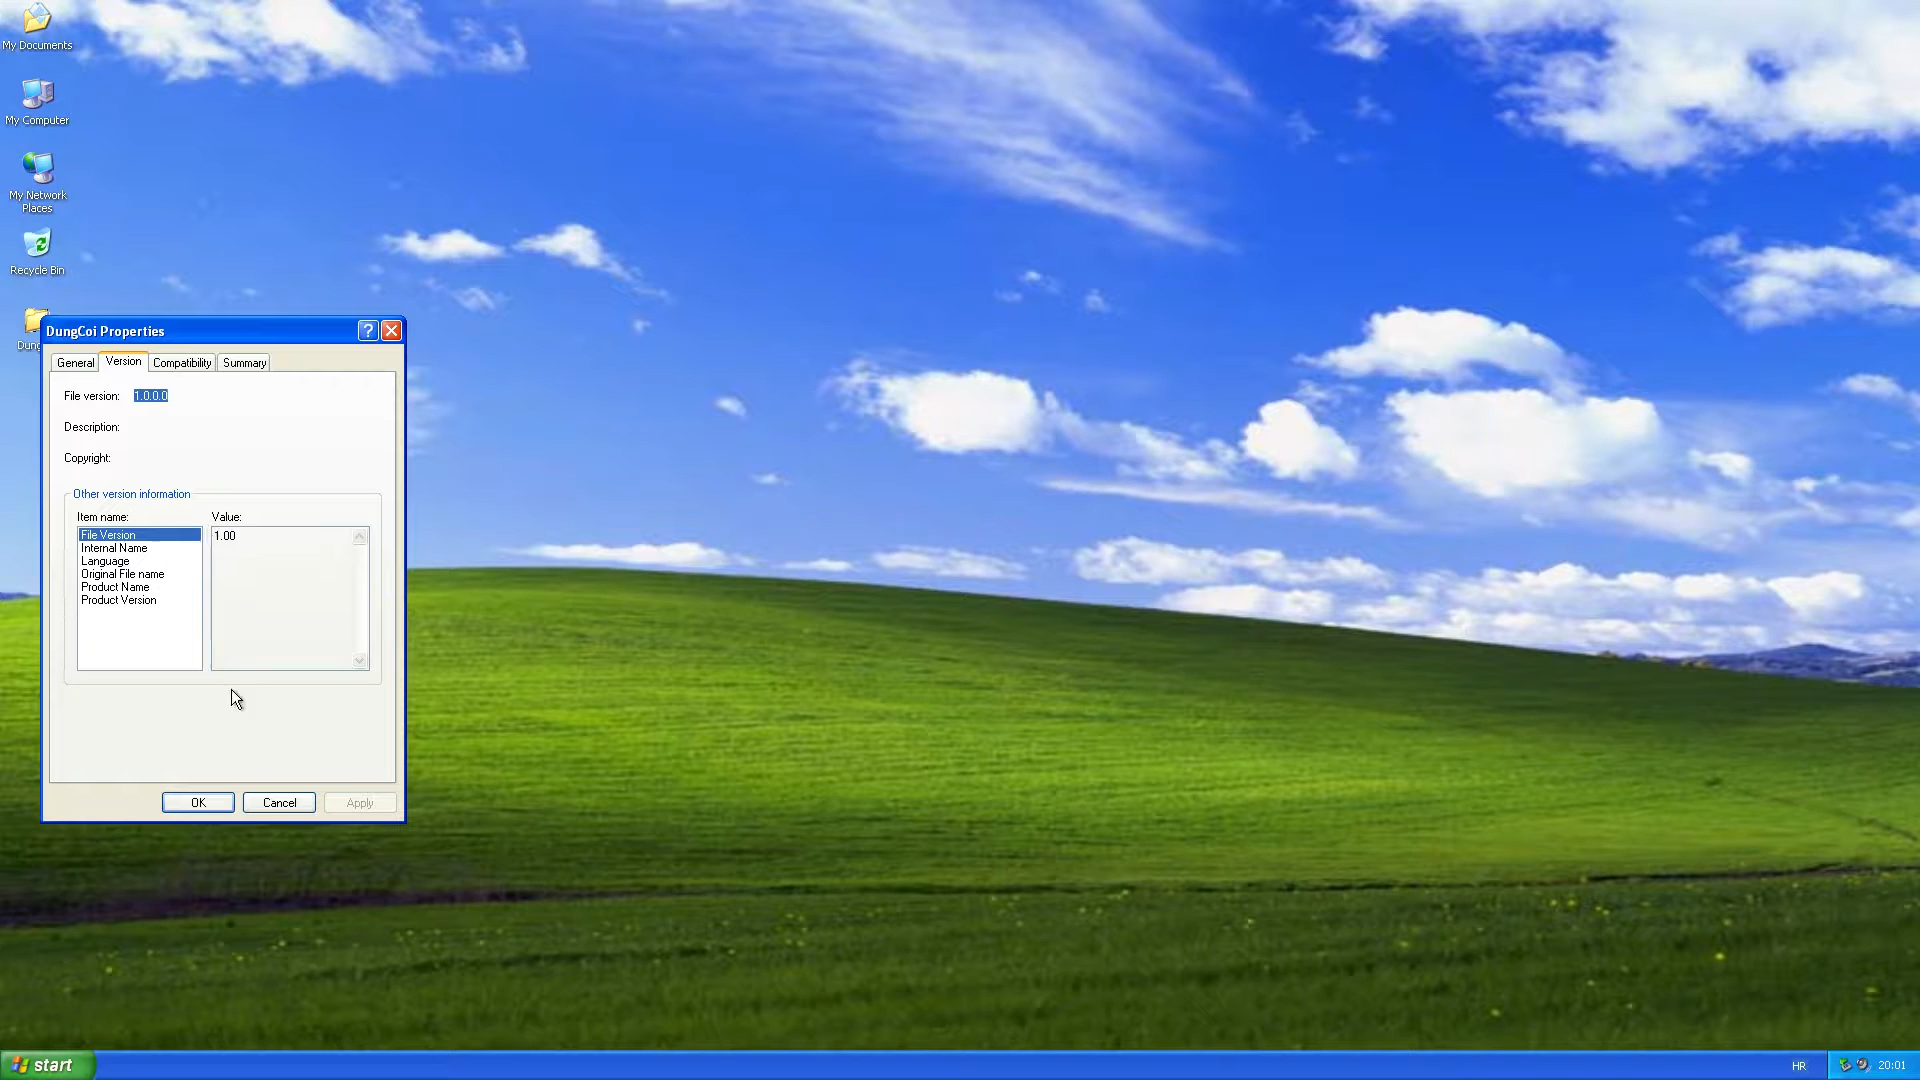 My Documents
My Computer
My Network
Places
Recycle Bin
DungCoi Properties
General
Version
Compatibility
Summary
File version: 1.0.0.0
Description:
Copyright:
Other version information
Item name:
Value:
File Version
1.00
Internal Name
Language
Original File name
Product Name
Product Version
OK
Cancel
Apply
start
HR
20:01